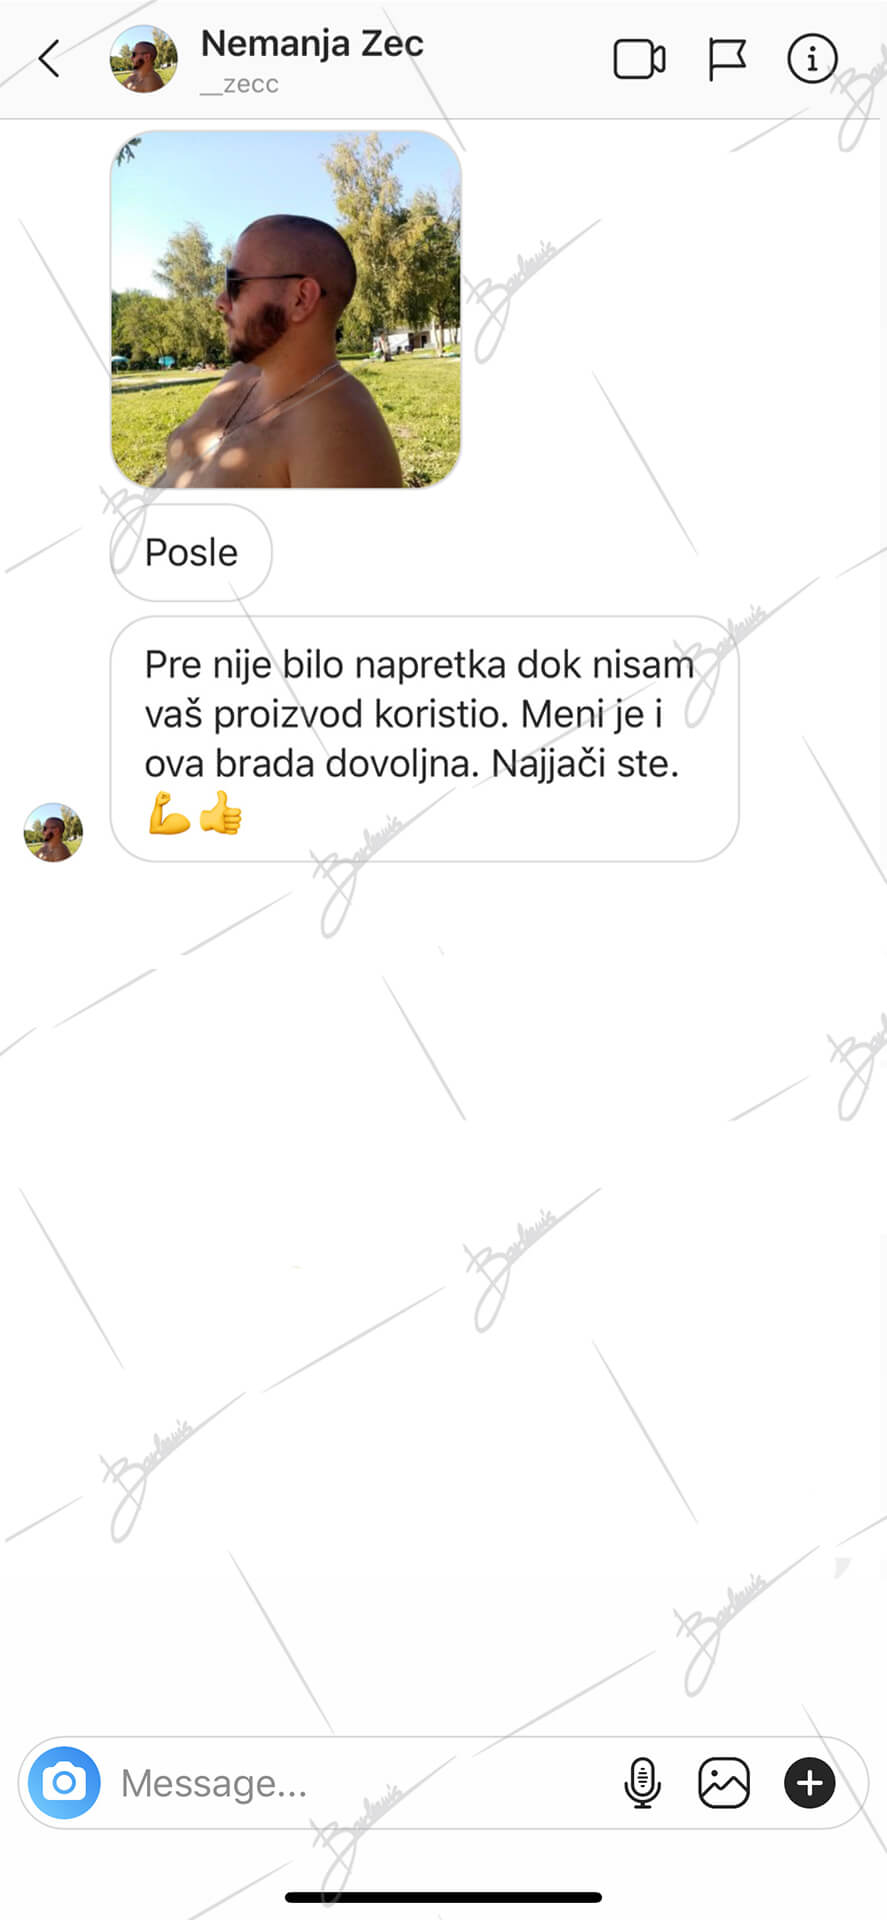 Nemanja Zec
__zecc
Posle
Pre nije bilo napretka dok nisam
vaš proizvod koristio. Meni je i
ova brada dovoljna. Najjači ste.
💪👍
Message...